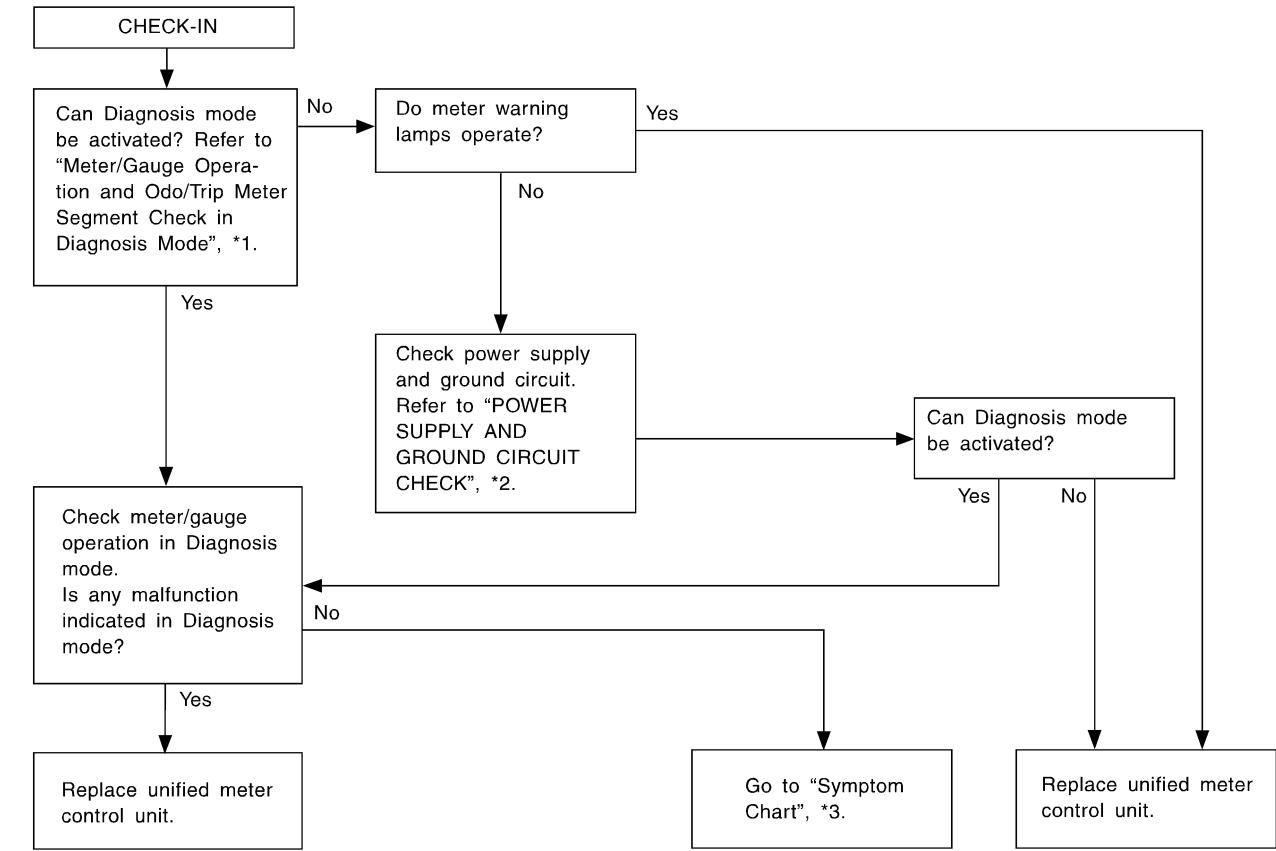 CHECK-IN
Can Diagnosis mode
be activated? Refer to
“Meter/Gauge Opera-
tion and Odo/Trip Meter
Segment Check in
Diagnosis Mode”, *1.
No
Do meter warning
lamps operate?
Yes
No
Yes
Check power supply
and ground circuit.
Refer to “POWER
SUPPLY AND
GROUND CIRCUIT
CHECK”, *2.
Can Diagnosis mode
be activated?
Yes
No
Check meter/gauge
operation in Diagnosis
mode.
Is any malfunction
indicated in Diagnosis
mode?
No
Yes
Replace unified meter
control unit.
Go to “Symptom
Chart”, *3.
Replace unified meter
control unit.